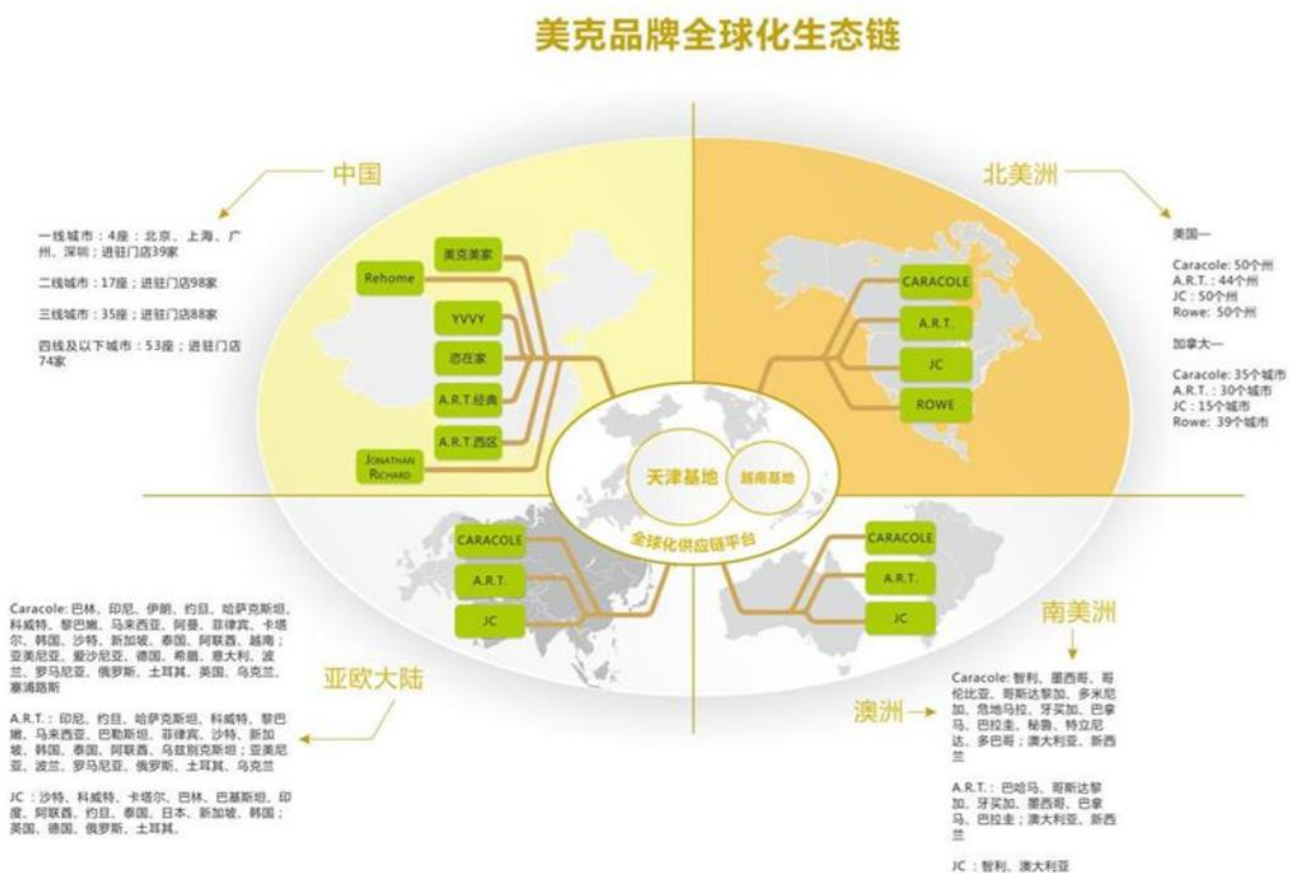 美克品牌全球化生态链
中国
一线城市：4座：北京、上海、广
州、深圳；进驻门店39家
二线城市：17座；进驻门店98家
三线城市：35座；进驻门店88家
四线及以下城市：53座；进驻门店
74家
美克美家
Rehome
YVVY
恣在家
A.R.T.经典
A.R.T.西区
JONATHAN
RICHARD
北美洲
美国—
Caracole: 50个州
A.R.T.：44个州
JC：50个州
Rowe: 50个州
加拿大—
Caracole: 35个城市
A.R.T.：30个城市
JC：15个城市
Rowe: 39个城市
CARACOLE
A.R.T.
JC
ROWE
天津基地
越南基地
全球化供应链平台
CARACOLE
A.R.T.
JC
亚欧大陆
Caracole: 巴林、印尼、伊朗、约旦、哈萨克斯坦、
科威特、黎巴嫩、马来西亚、阿曼、菲律宾、卡塔
尔、韩国、沙特、新加坡、泰国、阿联酋、越南；
亚美尼亚、爱沙尼亚、德国、希腊、意大利、波
兰、罗马尼亚、俄罗斯、土耳其、英国、乌克兰、
塞浦路斯
A.R.T.：印尼、约旦、哈萨克斯坦、科威特、黎巴
嫩、马来西亚、巴勒斯坦、菲律宾、沙特、新加
坡、韩国、泰国、阿联酋、乌兹别克斯坦；亚美尼
亚、波兰、罗马尼亚、俄罗斯、土耳其、乌克兰
JC：沙特、科威特、卡塔尔、巴林、巴基斯坦、印
度、阿联酋、约旦、泰国、日本、新加坡、韩国；
英国、德国、俄罗斯、土耳其、
CARACOLE
A.R.T.
JC
南美洲
澳洲
Caracole: 智利、墨西哥、哥
伦比亚、哥斯达黎加、多米尼
加、危地马拉、牙买加、巴拿
马、巴拉圭、秘鲁、特立尼
达、多巴哥；澳大利亚、新西
兰
A.R.T.：巴哈马、哥斯达黎
加、牙买加、墨西哥、巴拿
马、巴拉圭；澳大利亚、新西
兰
JC：智利、澳大利亚